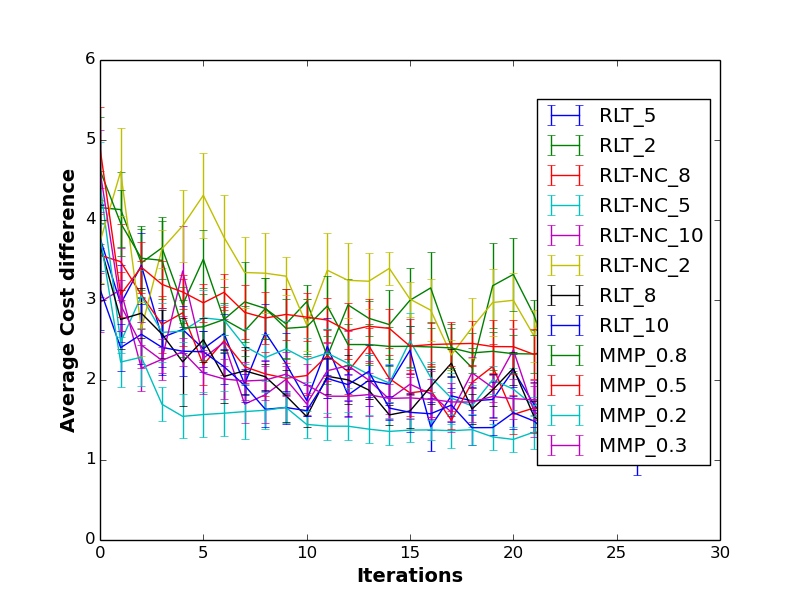 6
5
4
3
2
1
0
Average Cost difference
RLT_5
RLT_2
RLT-NC_8
RLT-NC_5
RLT-NC_10
RLT-NC_2
RLT_8
RLT_10
MMP_0.8
MMP_0.5
MMP_0.2
MMP_0.3
0 5 10 15 20 25 30
Iterations